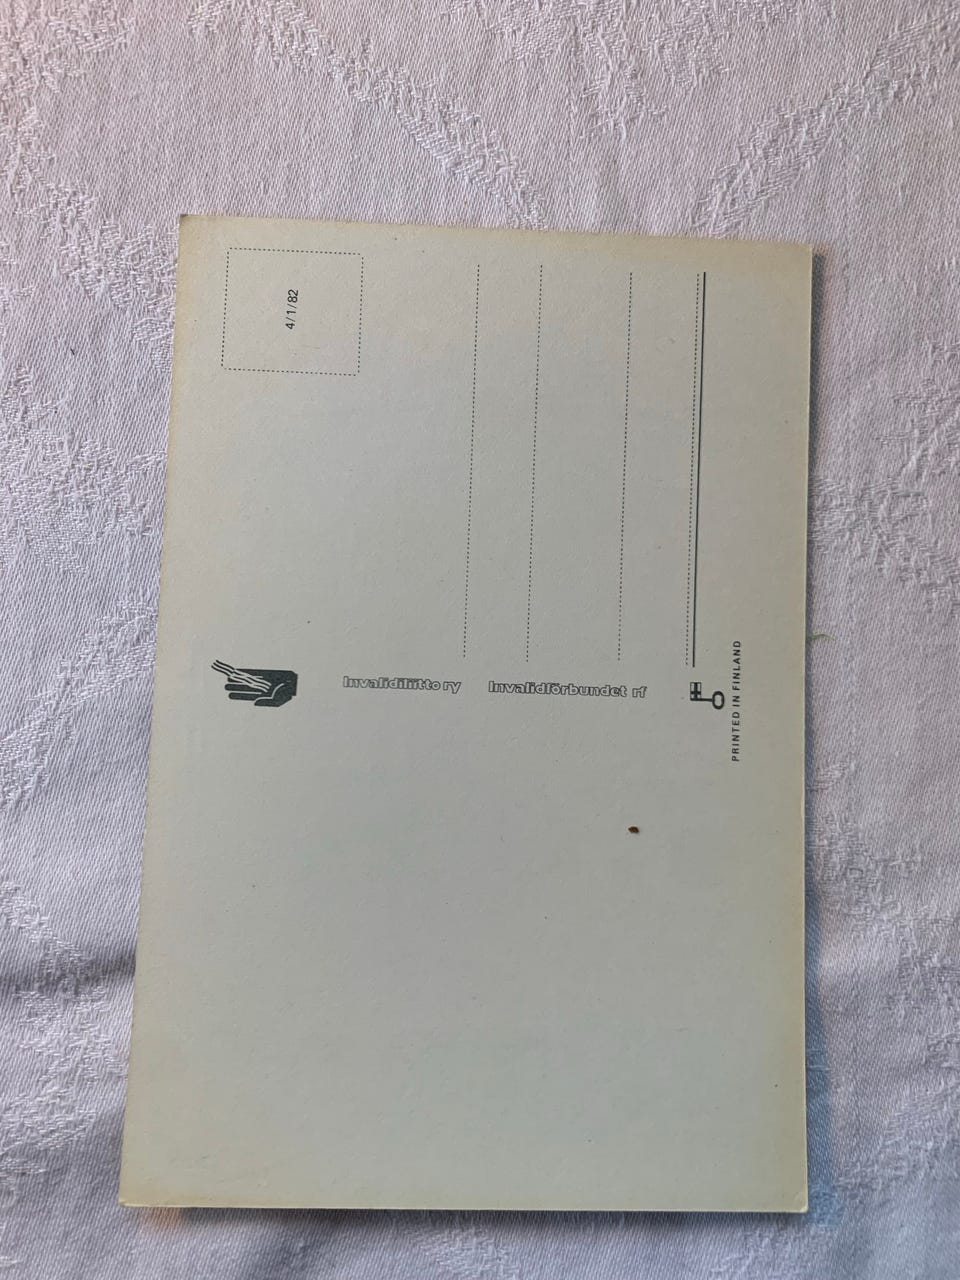 4/1/82
Invalidiliitto ry
Invalidförbundet rf
PRINTED IN FINLAND